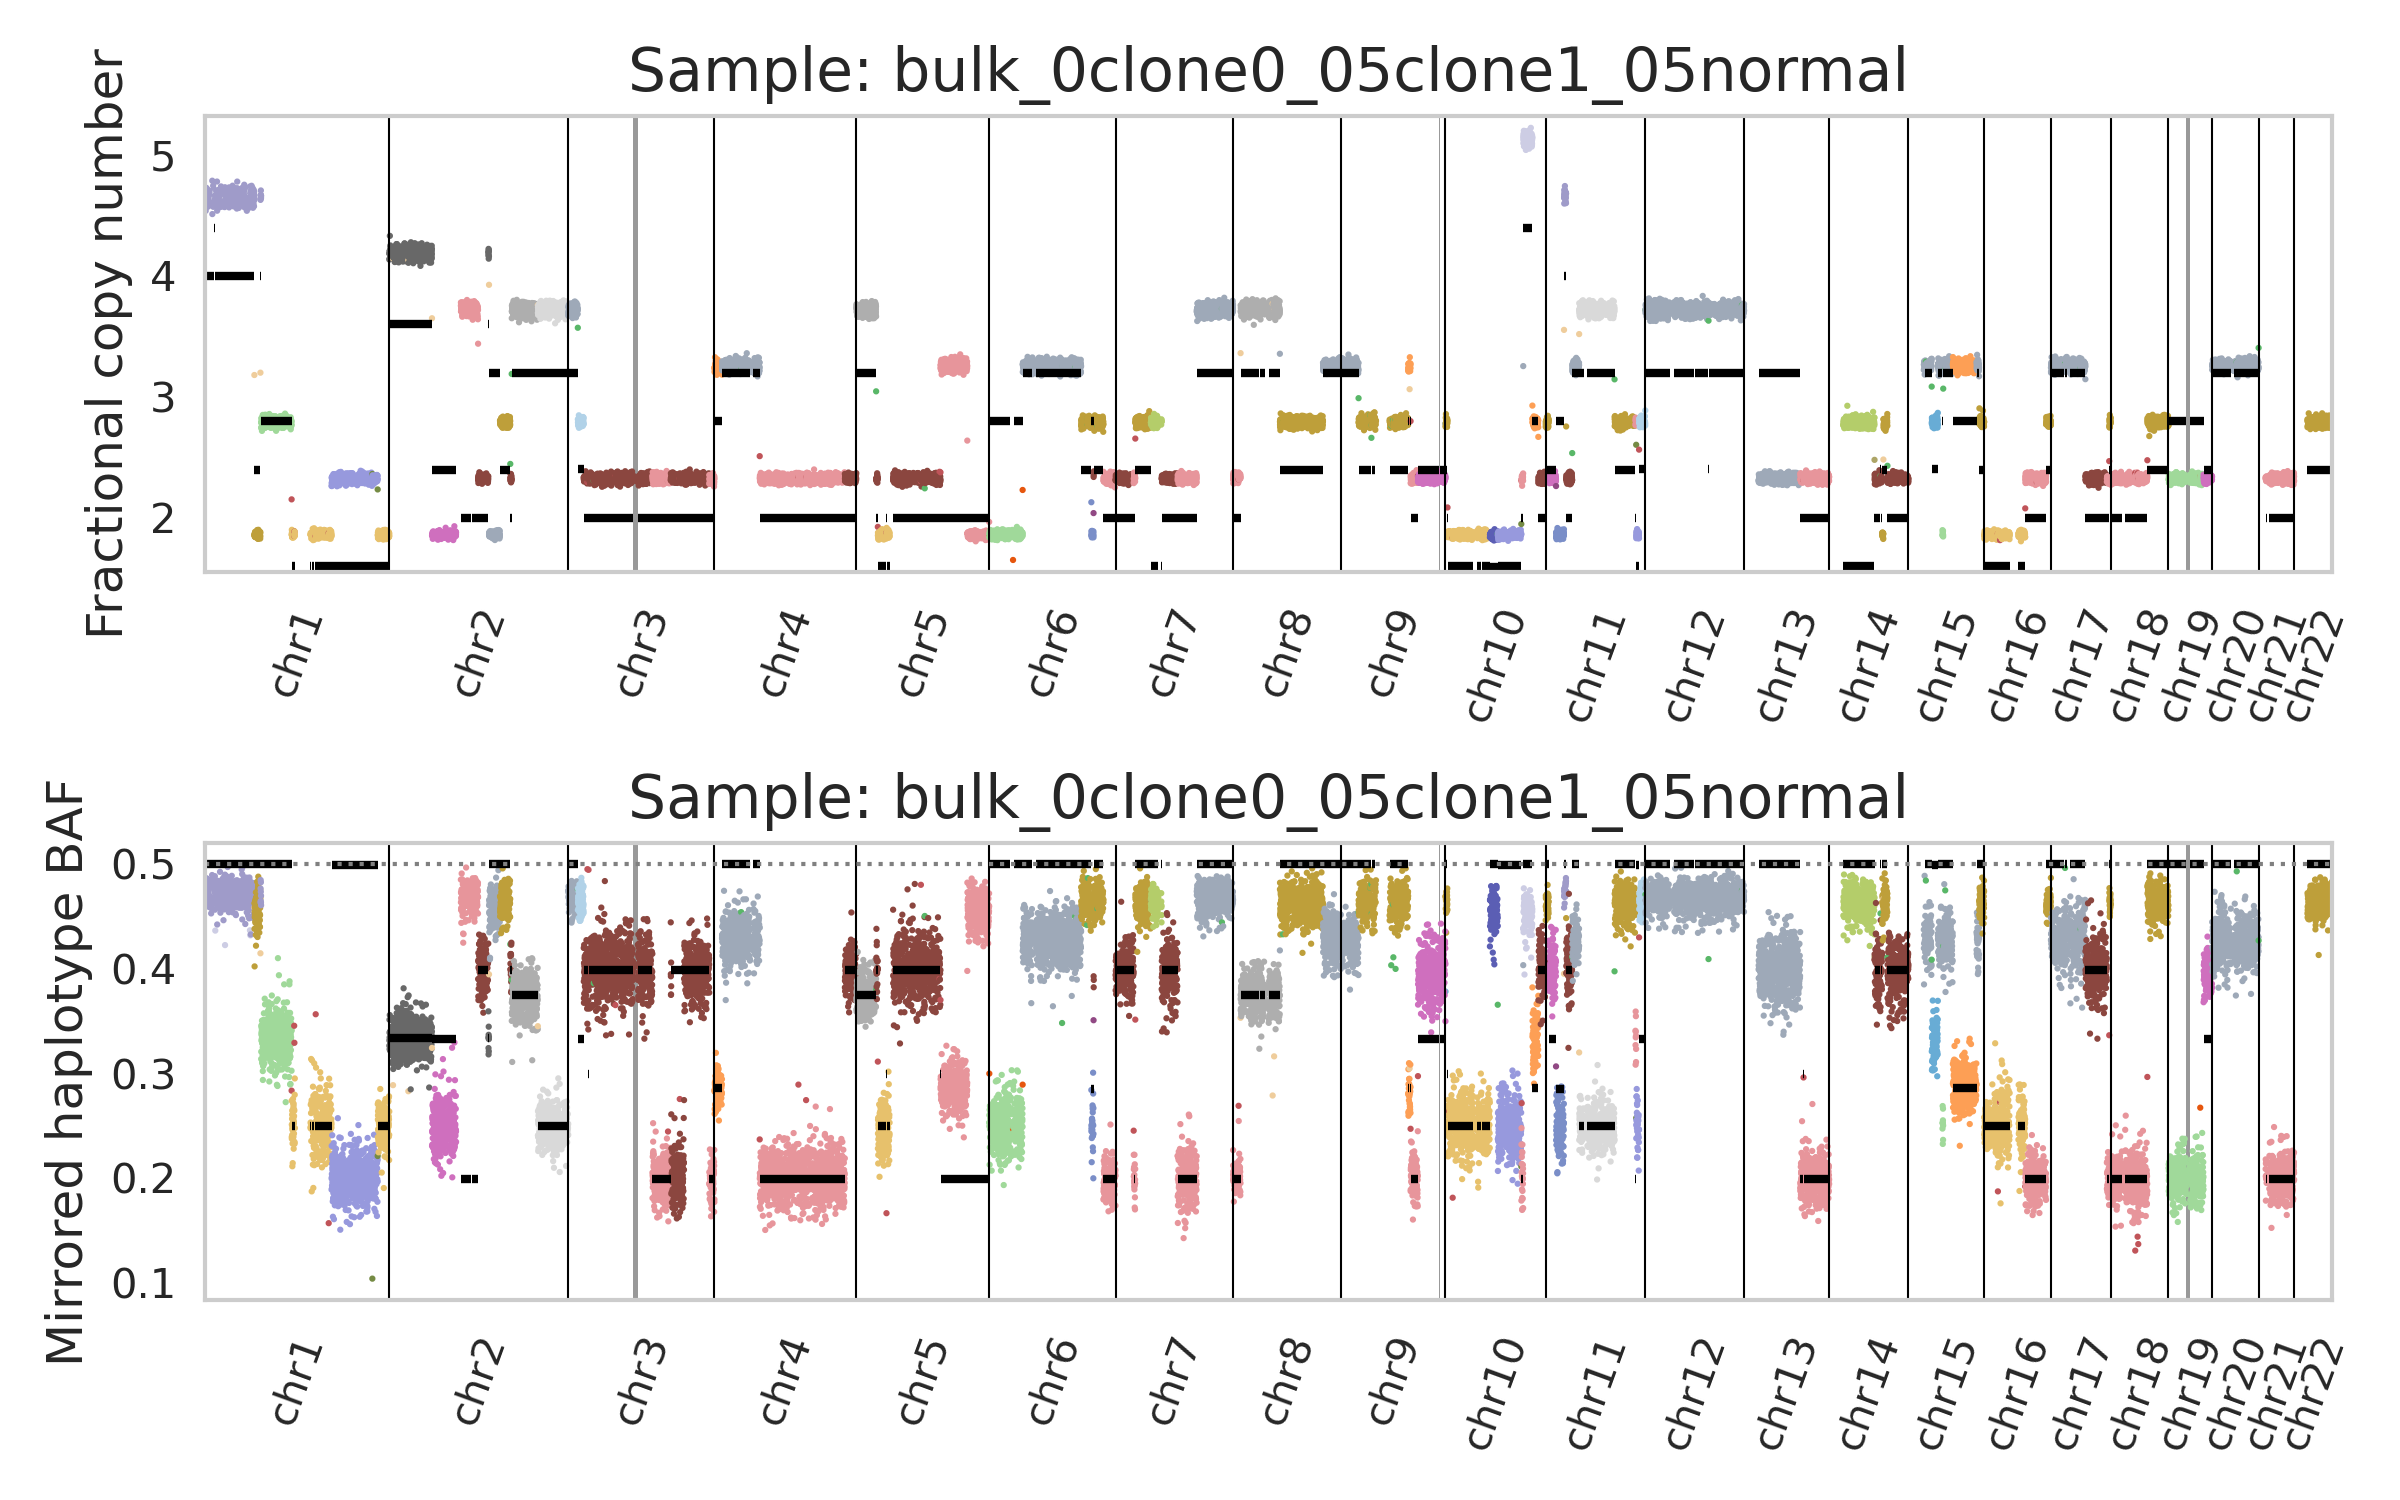 Sample: bulk_0clone0_05clone1_05normal
Fractional copy number
5
4
3
2
chr1
chr2
chr3
chr4
chr5
chr6
chr7
chr8
chr9
chr10
chr11
chr12
chr13
chr14
chr15
chr16
chr17
chr18
chr19
chr20
chr21
chr22
Sample: bulk_0clone0_05clone1_05normal
Mirrored haplotype BAF
0.5
0.4
0.3
0.2
0.1
chr1
chr2
chr3
chr4
chr5
chr6
chr7
chr8
chr9
chr10
chr11
chr12
chr13
chr14
chr15
chr16
chr17
chr18
chr19
chr20
chr21
chr22